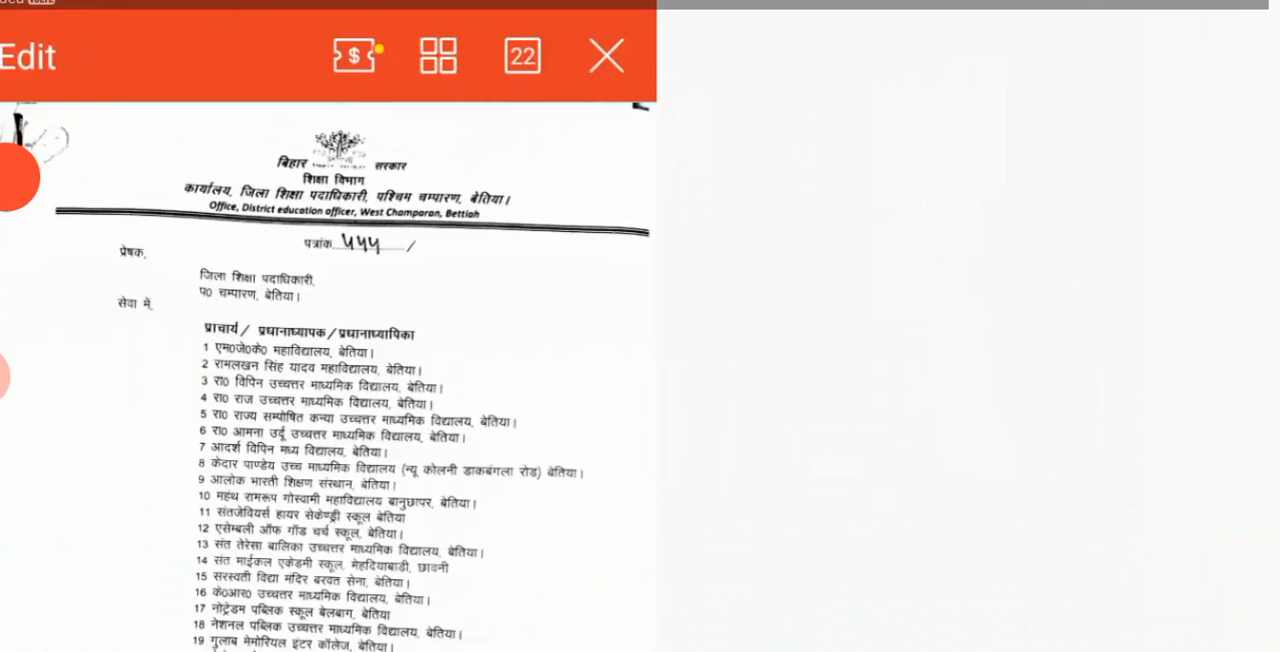 Edit
22
बिहार सरकार
शिक्षा विभाग
कार्यालय, जिला शिक्षा पदाधिकारी, पश्चिम चम्पारण, बेतिया।
Office, District education officer, West Champaran, Bettiah
पत्रांक ५५५ /
प्रेषक,
जिला शिक्षा पदाधिकारी,
प0 चम्पारण, बेतिया।
सेवा में,
प्राचार्य/ प्रधानाध्यापक/प्रधानाध्यापिका
1 एम0जे0के0 महाविद्यालय, बेतिया।
2 रामलखन सिंह यादव महाविद्यालय, बेतिया।
3 रा0 विपिन उच्चत्तर माध्यमिक विद्यालय, बेतिया।
4 रा0 राज उच्चत्तर माध्यमिक विद्यालय, बेतिया।
5 रा0 राज्य सम्पोषित कन्या उच्चत्तर माध्यमिक विद्यालय, बेतिया।
6 रा0 आमना उर्दू उच्चत्तर माध्यमिक विद्यालय, बेतिया।
7 आदर्श विपिन मध्य विद्यालय, बेतिया।
8 केदार पाण्डेय उच्च माध्यमिक विद्यालय (न्यू कोलनी डाकबंगला रोड) बेतिया।
9 आलोक भारती शिक्षण संस्थान, बेतिया।
10 महंथ रामरूप गोस्वामी महाविद्यालय बानुछापर, बेतिया।
11 संतजेवियर्स हायर सेकेण्ड्री स्कूल बेतिया
12 एसेम्बली ऑफ गॉड चर्च स्कूल, बेतिया।
13 संत तेरेसा बालिका उच्चत्तर माध्यमिक विद्यालय, बेतिया।
14 संत माईकल एकेडमी स्कूल, मेहदियाबाडी, छावनी
15 सरस्वती विद्या मंदिर बरवत सेना, बेतिया।
16 के0आर0 उच्चत्तर माध्यमिक विद्यालय, बेतिया।
17 नोट्रेडम पब्लिक स्कूल बेलबाग, बेतिया
18 नेशनल पब्लिक उच्चत्तर माध्यमिक विद्यालय, बेतिया।
19 गुलाब मेमोरियल इंटर कॉलेज, बेतिया।